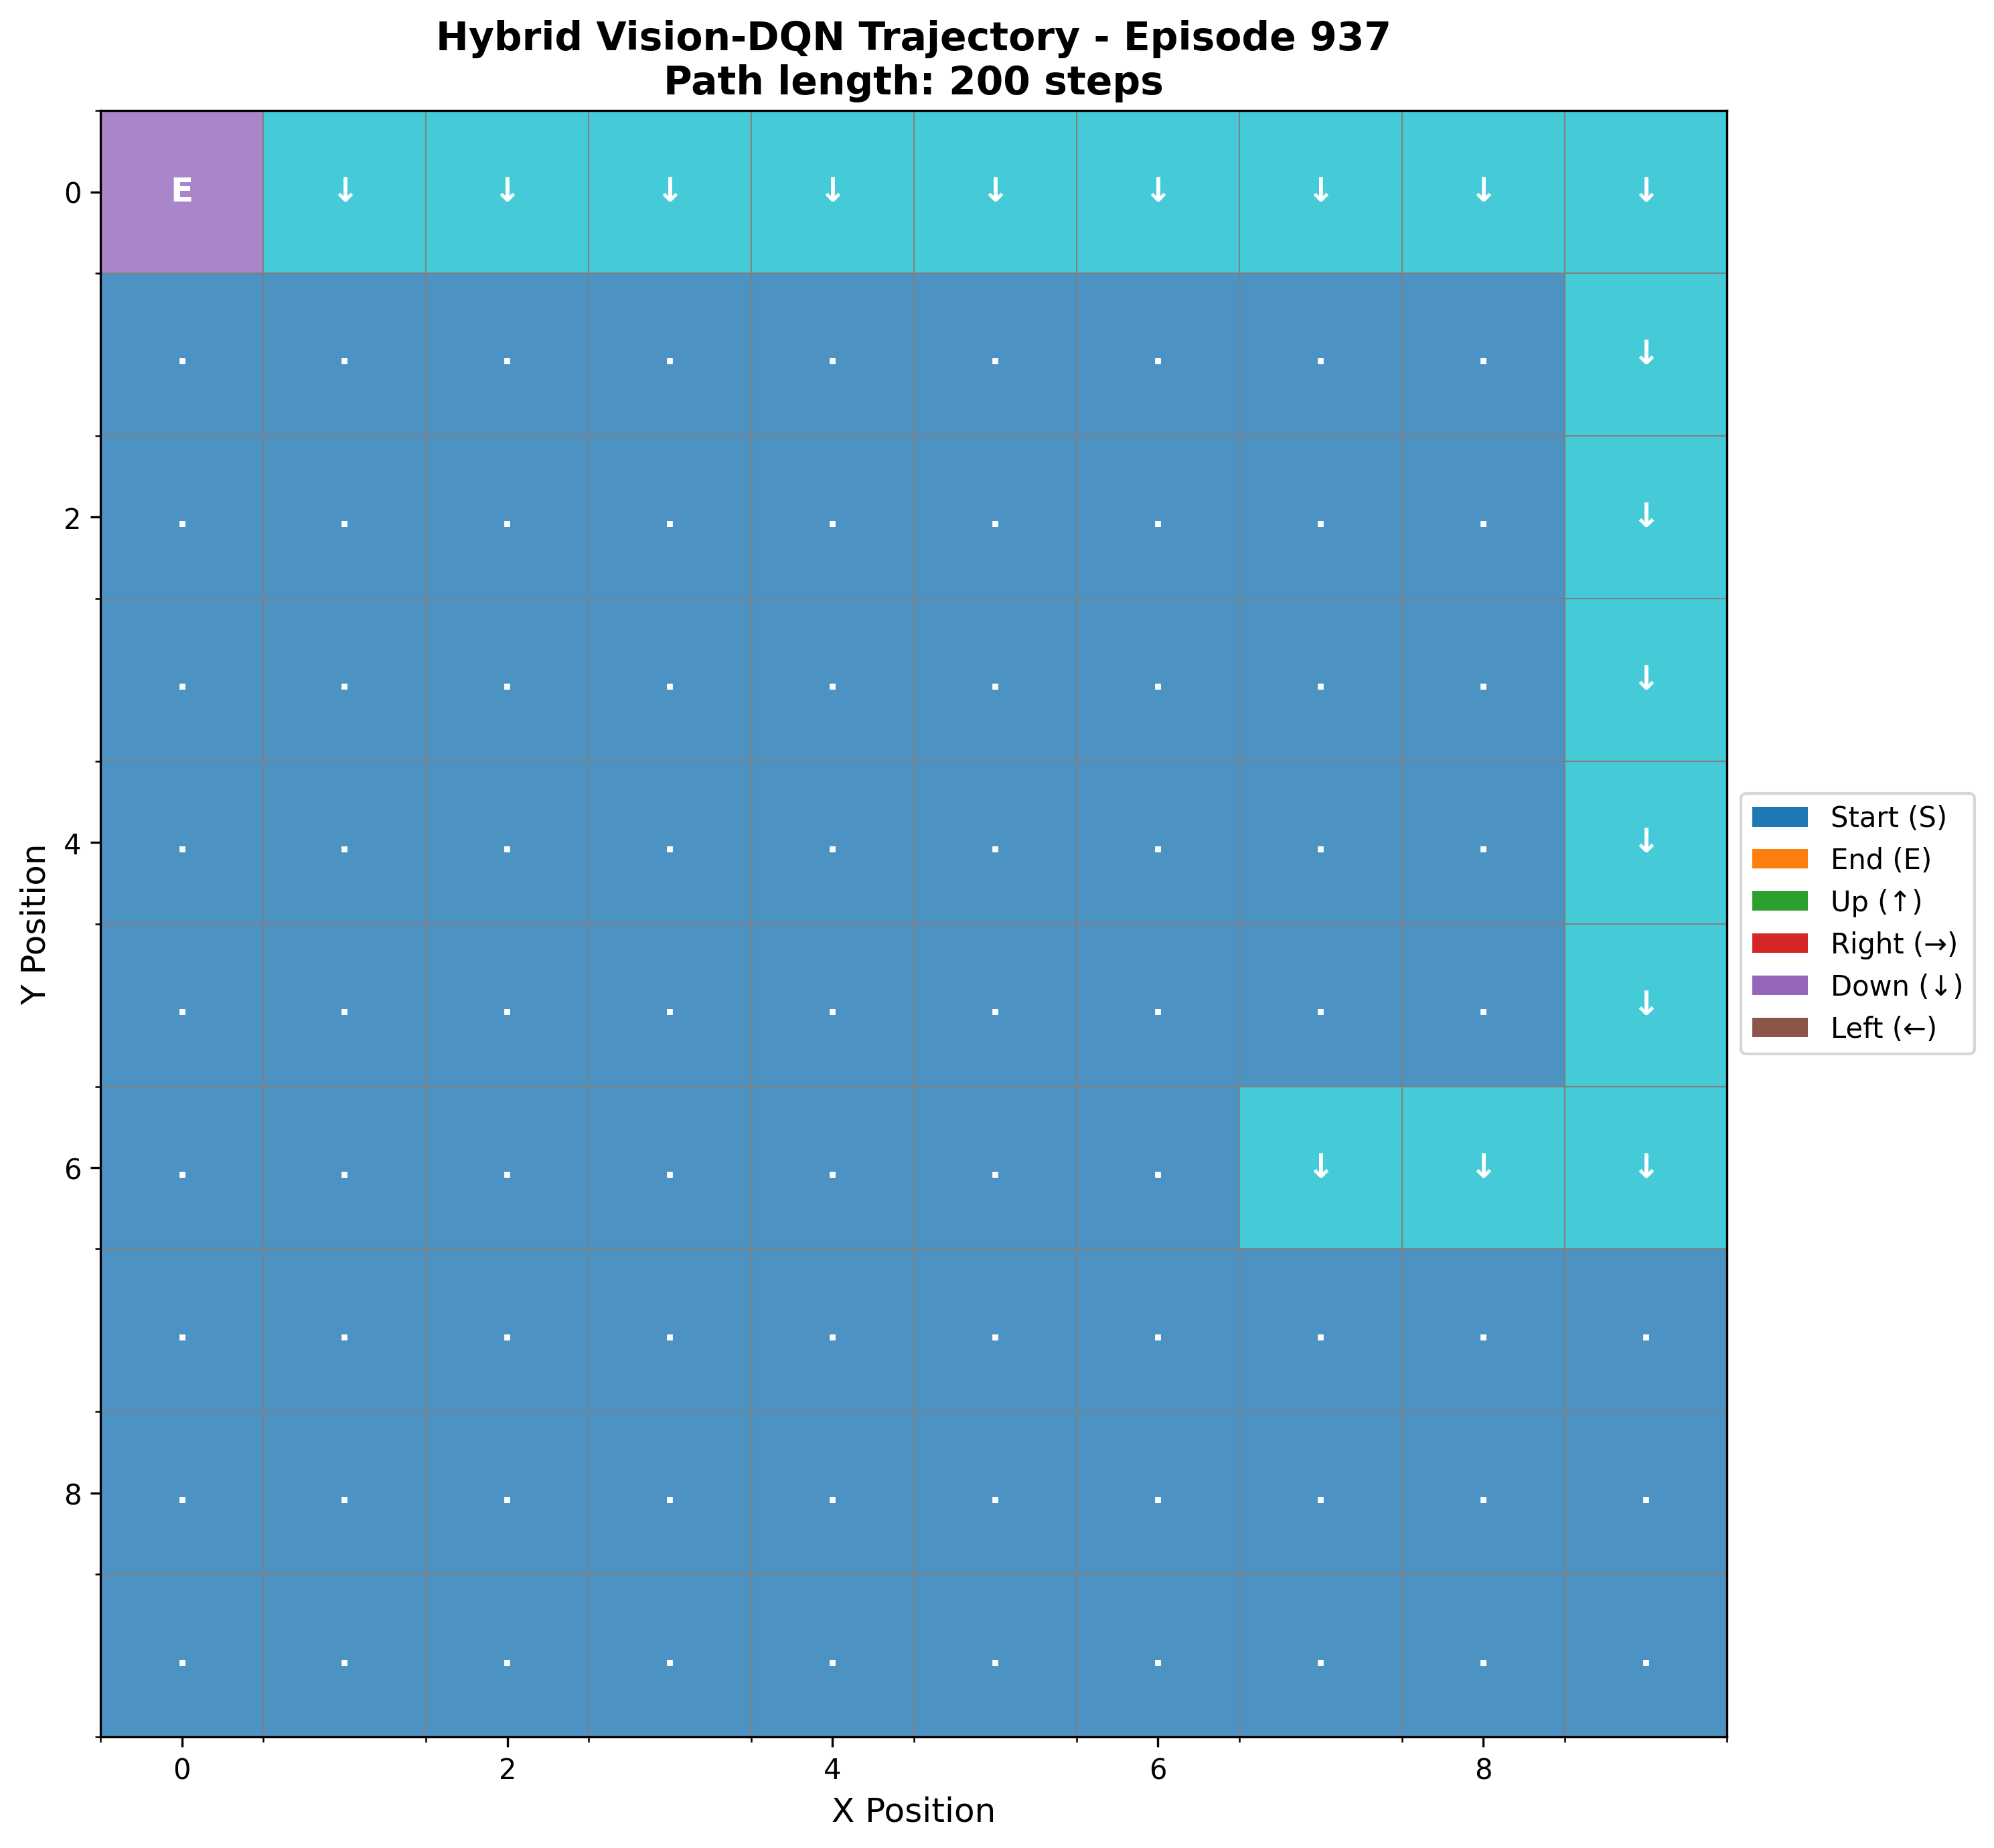 Hybrid Vision-DQN Trajectory - Episode 937
Path length: 200 steps
0 E ↓ ↓ ↓ ↓ ↓ ↓ ↓ ↓ ↓
. . . . . . . . . ↓
2 . . . . . . . . . ↓
. . . . . . . . . ↓
4 . . . . . . . . . ↓
. . . . . . . . . ↓
6 . . . . . . . ↓ ↓ ↓
. . . . . . . . . .
8 . . . . . . . . . .
. . . . . . . . . .
0 2 4 6 8
X Position
Y Position
Start (S)
End (E)
Up (↑)
Right (→)
Down (↓)
Left (←)